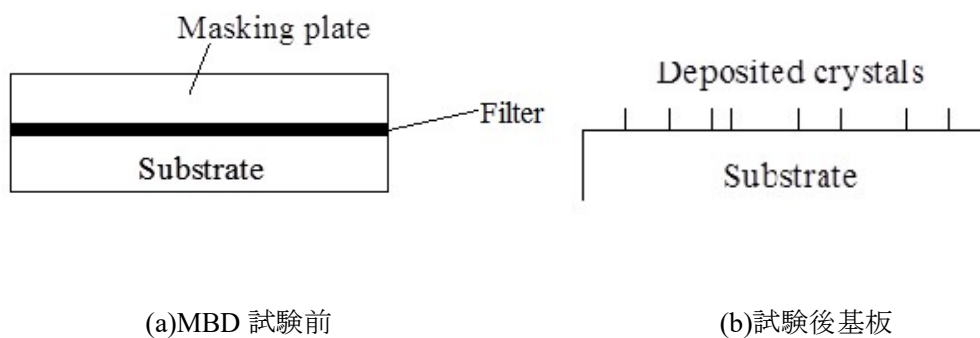 Masking plate
Filter
Substrate
Deposited crystals
Substrate
(a)MBD 試験前
(b)試験後基板